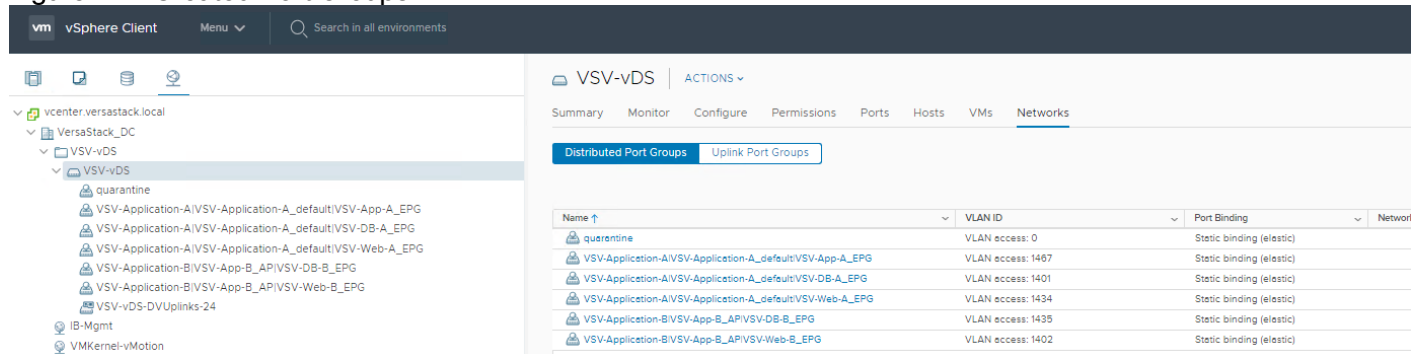 vm vSphere Client Menu Search in all environments
VSV-vDS ACTIONS
Summary Monitor Configure Permissions Ports Hosts VMs Networks
Distributed Port Groups Uplink Port Groups
vcenter.versastack.local
VersaStack_DC
VSV-vDS
VSV-vDS
quarantine
VSV-Application-A|VSV-Application-A_default|VSV-App-A_EPG
VSV-Application-A|VSV-Application-A_default|VSV-DB-A_EPG
VSV-Application-A|VSV-Application-A_default|VSV-Web-A_EPG
VSV-Application-B|VSV-App-B_AP|VSV-DB-B_EPG
VSV-Application-B|VSV-App-B_AP|VSV-Web-B_EPG
VSV-vDS-DVUplinks-24
IB-Mgmt
VMKernel-vMotion
Name ↑ VLAN ID Port Binding
quarantine VLAN access: 0 Static binding (elastic)
VSV-Application-A|VSV-Application-A_default|VSV-App-A_EPG VLAN access: 1467 Static binding (elastic)
VSV-Application-A|VSV-Application-A_default|VSV-DB-A_EPG VLAN access: 1401 Static binding (elastic)
VSV-Application-A|VSV-Application-A_default|VSV-Web-A_EPG VLAN access: 1434 Static binding (elastic)
VSV-Application-B|VSV-App-B_AP|VSV-DB-B_EPG VLAN access: 1435 Static binding (elastic)
VSV-Application-B|VSV-App-B_AP|VSV-Web-B_EPG VLAN access: 1402 Static binding (elastic)